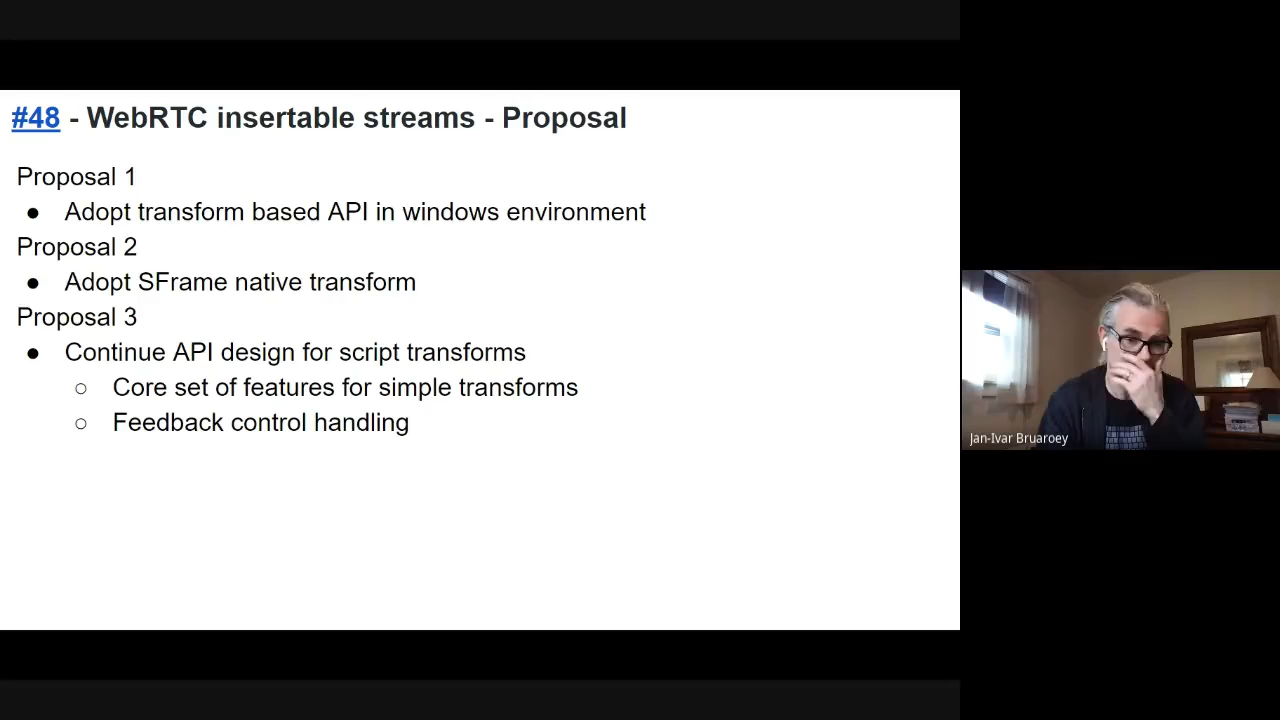 #48 - WebRTC insertable streams - Proposal
Proposal 1
● Adopt transform based API in windows environment
Proposal 2
● Adopt SFrame native transform
Proposal 3
● Continue API design for script transforms
○ Core set of features for simple transforms
○ Feedback control handling
Jan-Ivar Bruaroey